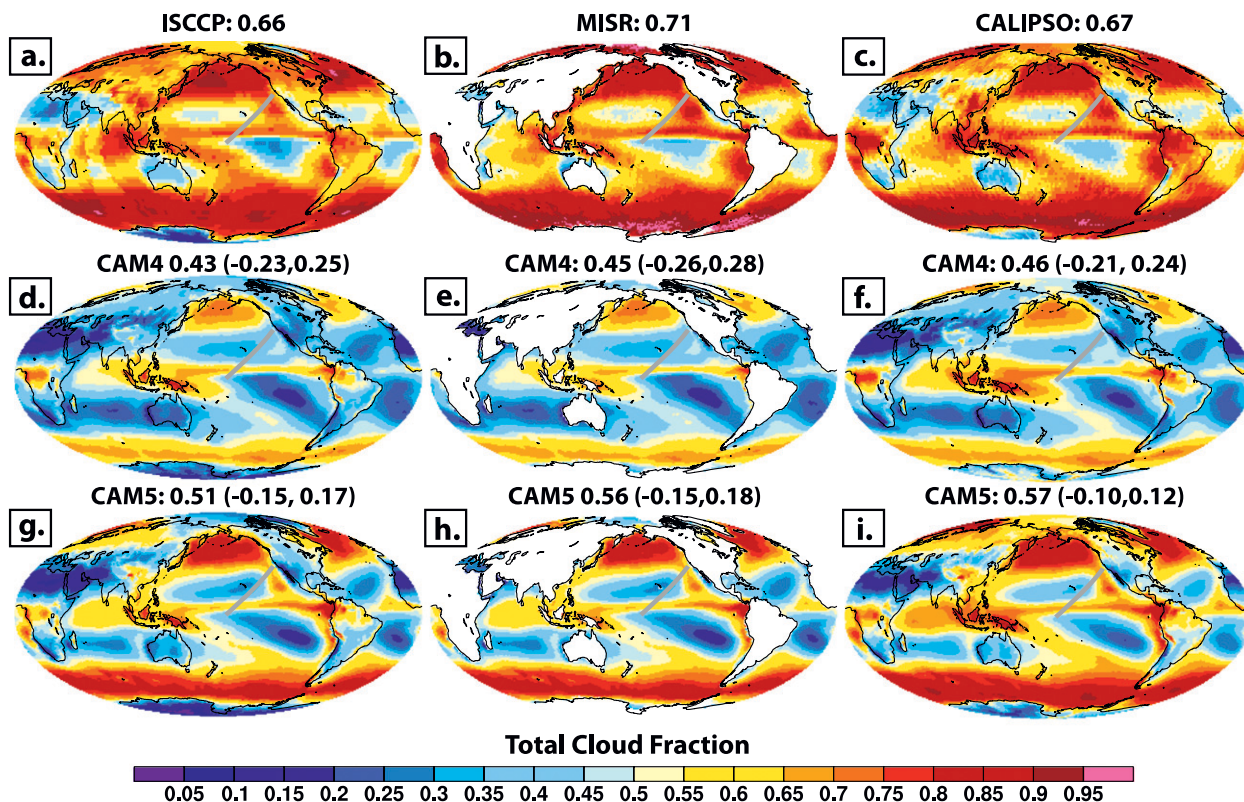 ISCCP: 0.66
MISR: 0.71
CALIPSO: 0.67
a.
b.
c.
CAM4 0.43 (-0.23,0.25)
CAM4: 0.45 (-0.26,0.28)
CAM4: 0.46 (-0.21, 0.24)
d.
e.
f.
CAM5: 0.51 (-0.15, 0.17)
CAM5 0.56 (-0.15,0.18)
CAM5: 0.57 (-0.10,0.12)
g.
h.
i.
Total Cloud Fraction
0.05 0.1 0.15 0.2 0.25 0.3 0.35 0.4 0.45 0.5 0.55 0.6 0.65 0.7 0.75 0.8 0.85 0.9 0.95